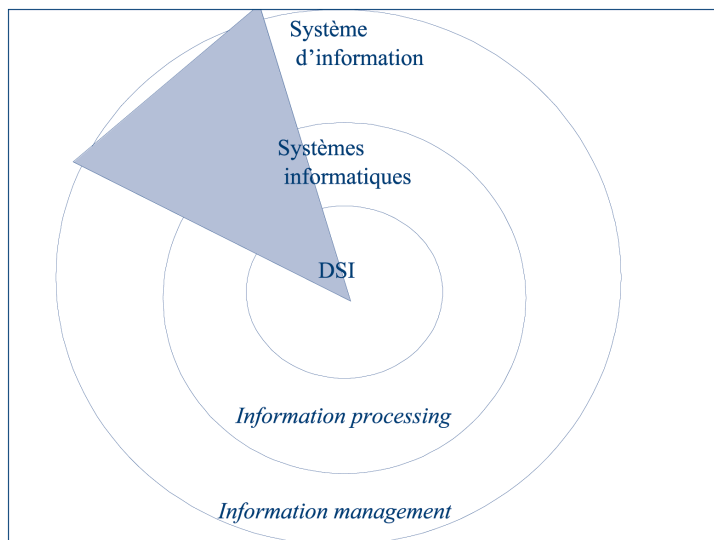 Système
d’information
Systèmes
informatiques
DSI
Information processing
Information management